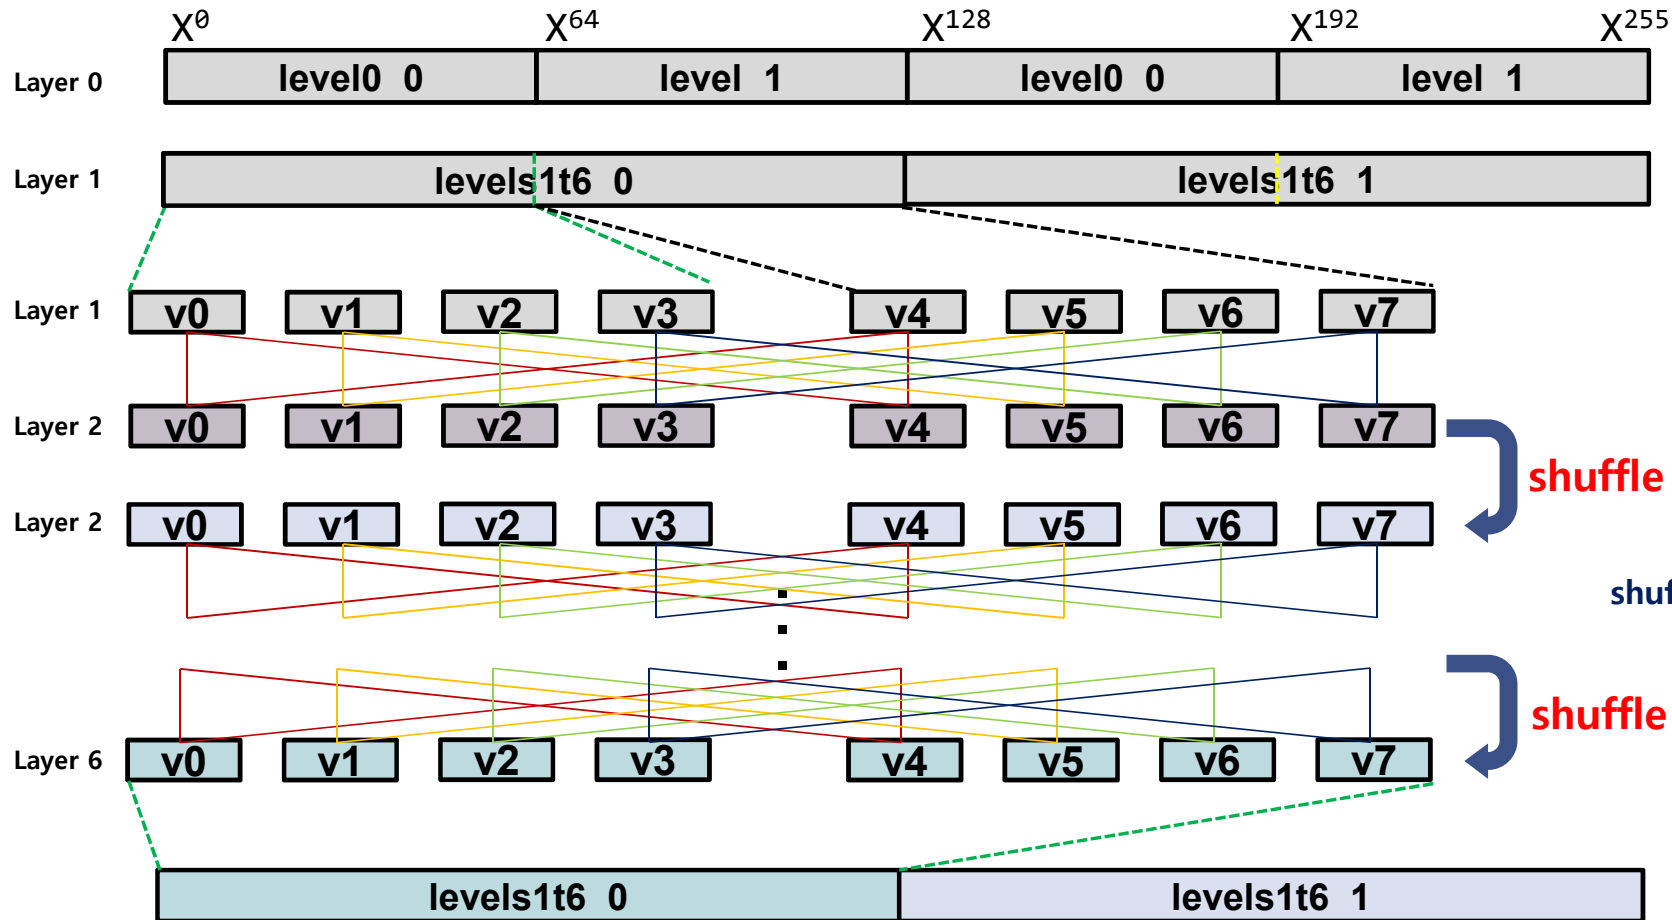 X⁰ X⁶⁴ X¹²⁸ X¹⁹² X²⁵⁵
Layer 0 level0 0 level 1 level0 0 level 1
Layer 1 levels1t6 0 levels1t6 1
Layer 1 v0 v1 v2 v3 v4 v5 v6 v7
Layer 2 v0 v1 v2 v3 v4 v5 v6 v7
shuffle
Layer 2 v0 v1 v2 v3 v4 v5 v6 v7
shuf
shuffle
Layer 6 v0 v1 v2 v3 v4 v5 v6 v7
levels1t6 0 levels1t6 1